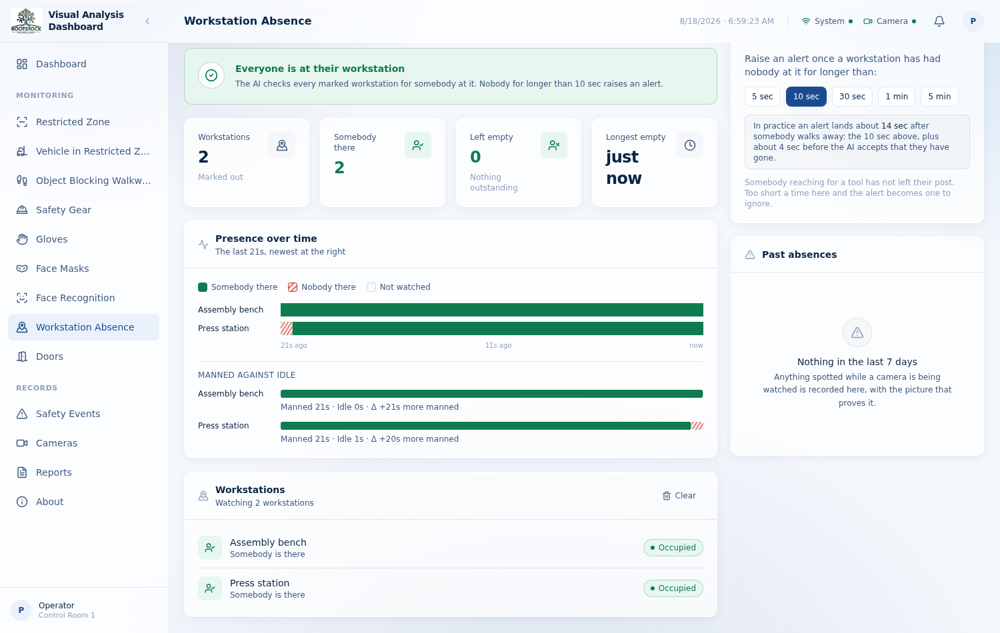 ROOTSTOCK
TECHNOLOGY
Visual Analysis
Dashboard
Dashboard
MONITORING
Restricted Zone
Vehicle in Restricted Z...
Object Blocking Walkw...
Safety Gear
Gloves
Face Masks
Face Recognition
Workstation Absence
Doors
RECORDS
Safety Events
Cameras
Reports
About
P
Operator
Control Room 1
Workstation Absence
8/18/2026 · 6:59:23 AM
System
Camera
P
Everyone is at their workstation
The AI checks every marked workstation for somebody at it. Nobody for longer than 10 sec raises an alert.
Workstations
2
Marked out
Somebody
there
2
Left empty
0
Nothing
outstanding
Longest empty
just
now
Presence over time
The last 21s, newest at the right
Somebody there
Nobody there
Not watched
Assembly bench
Press station
21s ago
11s ago
now
MANNED AGAINST IDLE
Assembly bench
Manned 21s · Idle 0s · Δ +21s more manned
Press station
Manned 21s · Idle 1s · Δ +20s more manned
Workstations
Watching 2 workstations
Clear
Assembly bench
Somebody is there
Occupied
Press station
Somebody is there
Occupied
Raise an alert once a workstation has had
nobody at it for longer than:
5 sec
10 sec
30 sec
1 min
5 min
In practice an alert lands about 14 sec after
somebody walks away: the 10 sec above, plus
about 4 sec before the AI accepts that they have
gone.
Somebody reaching for a tool has not left their post.
Too short a time here and the alert becomes one to
ignore.
Past absences
Nothing in the last 7 days
Anything spotted while a camera is being
watched is recorded here, with the picture that
proves it.